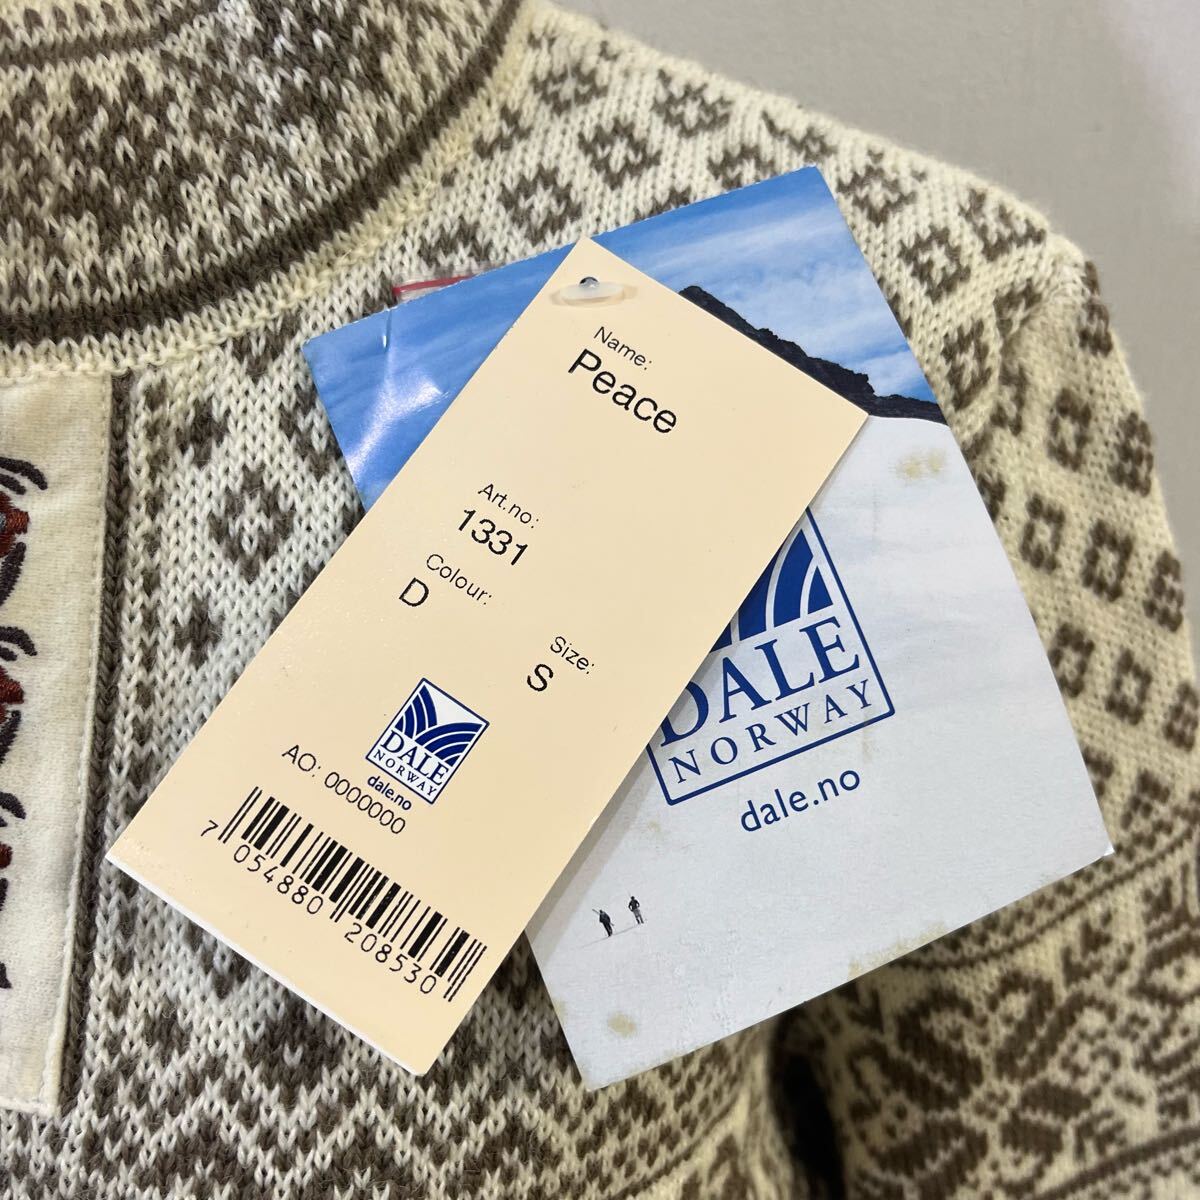 Name:
Peace
Art.no:
1331
Colour:
D
Size:
S
DALE
NORWAY
dale.no
AO: 0000000
7 054880 208530
DALE
NORWAY
dale.no